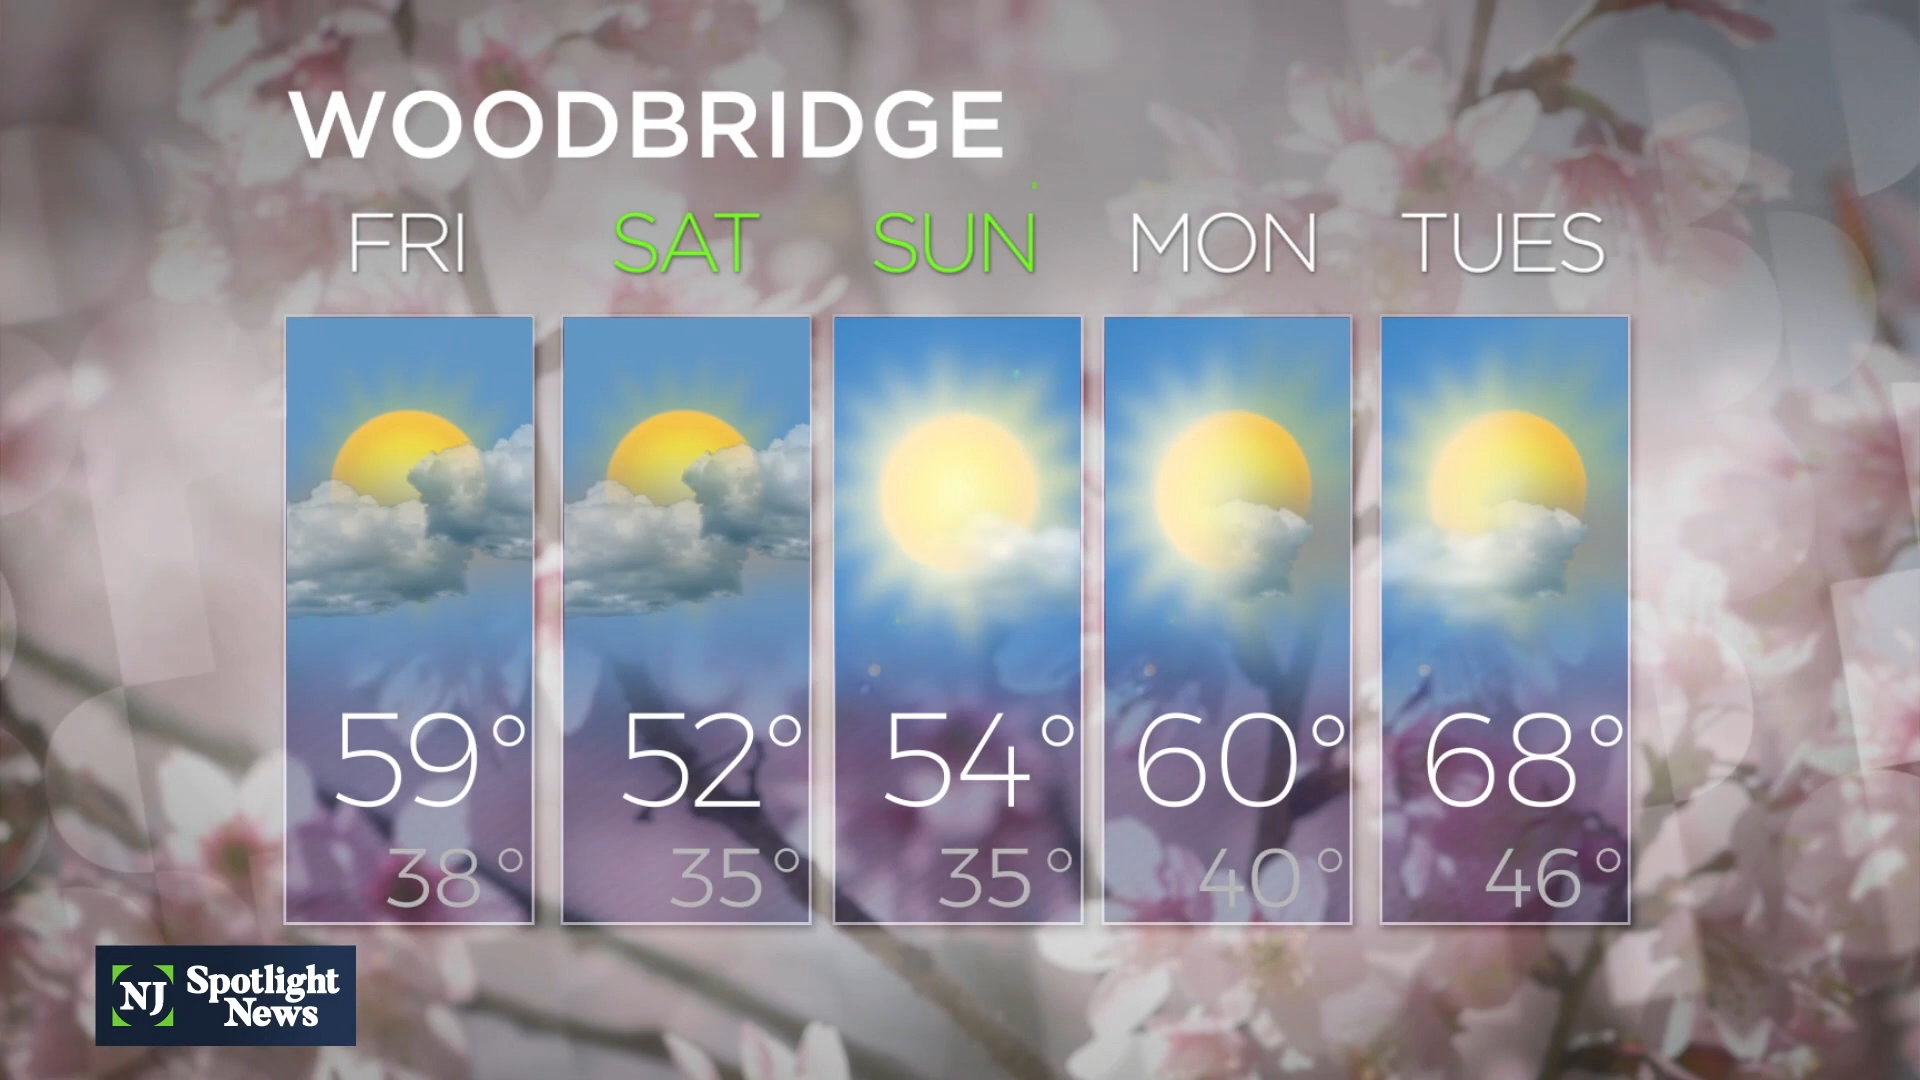 WOODBRIDGE
FRI SAT SUN MON TUES
59° 52° 54° 60° 68°
38° 35° 35° 40° 46°
NJ Spotlight
News